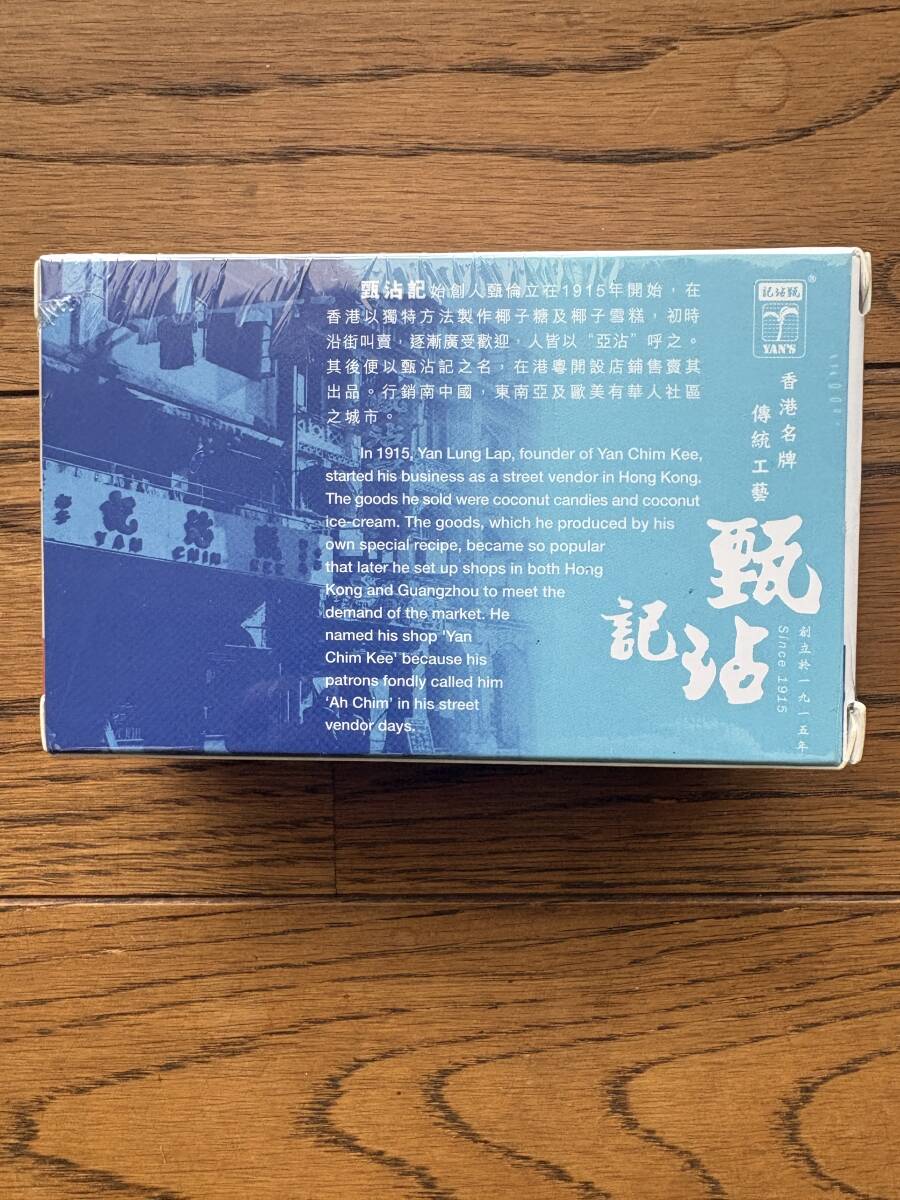 甄沾記始創人甄倫立在1915年開始，在
香港以獨特方法製作椰子糖及椰子雪糕，初時
沿街叫賣，逐漸廣受歡迎，人皆以“亞沾”呼之。
其後便以甄沾記之名，在港粵開設店鋪售賣其
出品。行銷南中國，東南亞及歐美有華人社區
之城市。
In 1915, Yan Lung Lap, founder of Yan Chim Kee,
started his business as a street vendor in Hong Kong.
The goods he sold were coconut candies and coconut
ice-cream. The goods, which he produced by his
own special recipe, became so popular
that later he set up shops in both Hong
Kong and Guangzhou to meet the
demand of the market. He
named his shop 'Yan
Chim Kee' because his
patrons fondly called him
'Ah Chim' in his street
vendor days.
記沾甄
®
YAN'S
香港名牌
傳統工藝
甄沾記
創立於一九一五年
Since 1915
YAN CHIM